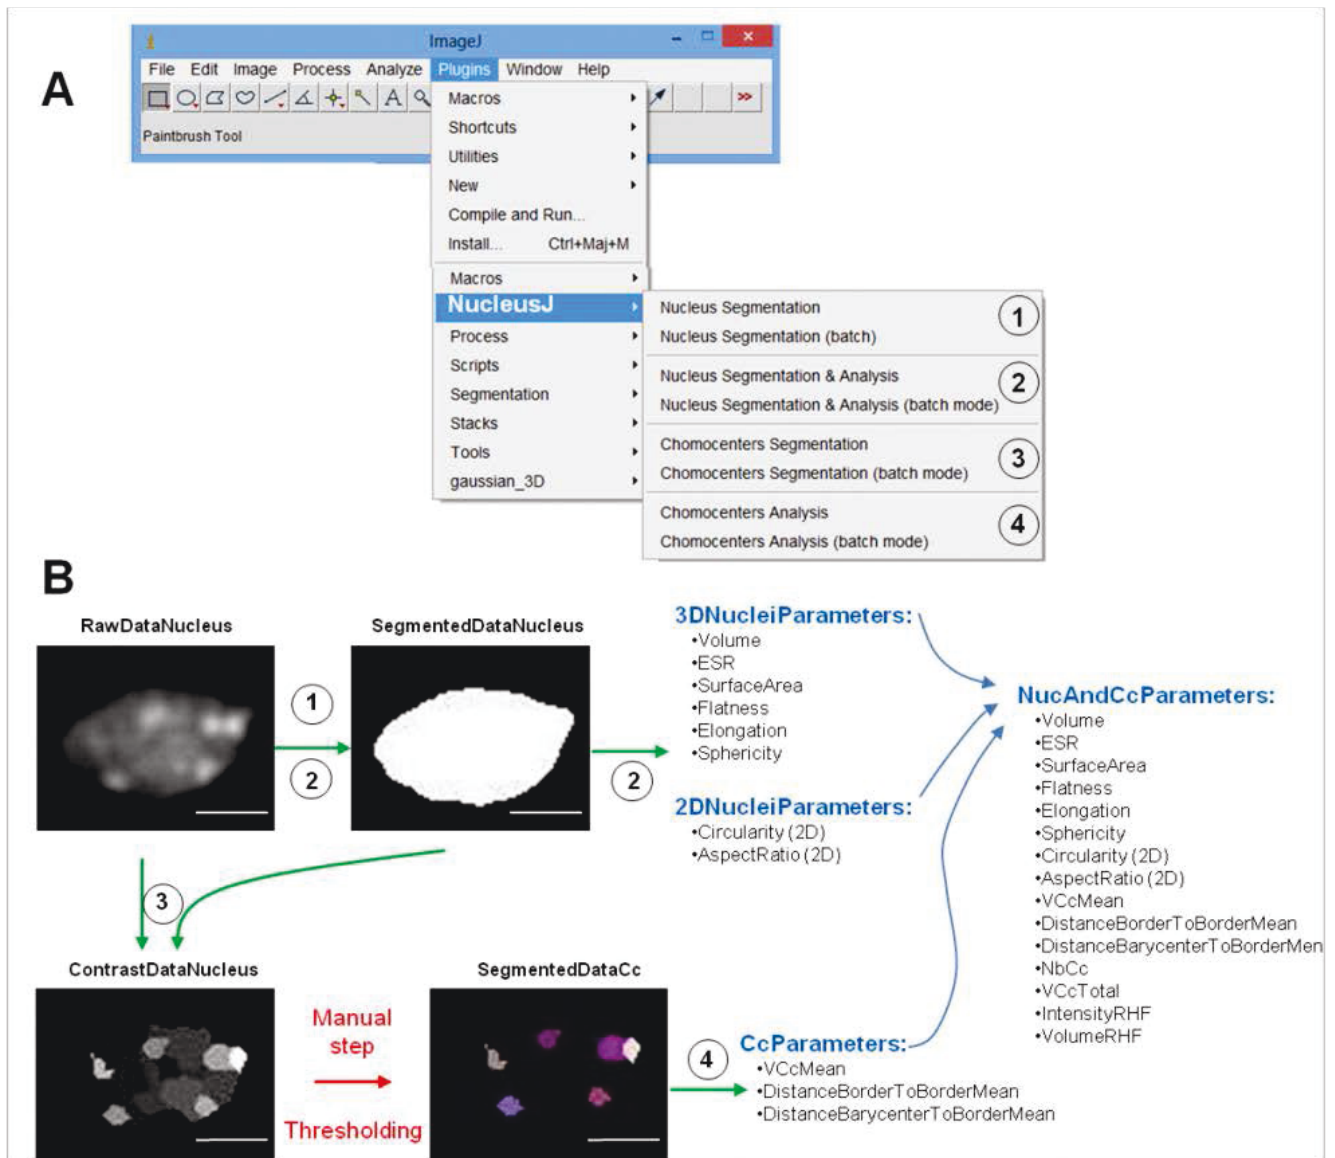 A
ImageJ
File Edit Image Process Analyze Plugins Window Help
Paintbrush Tool
Macros
Shortcuts
Utilities
New
Compile and Run...
Install... Ctrl+Maj+M
Macros
NucleusJ
Process
Scripts
Segmentation
Stacks
Tools
gaussian_3D
Nucleus Segmentation
Nucleus Segmentation (batch)
1
Nucleus Segmentation & Analysis
Nucleus Segmentation & Analysis (batch mode)
2
Chomocenters Segmentation
Chomocenters Segmentation (batch mode)
3
Chomocenters Analysis
Chomocenters Analysis (batch mode)
4
B
RawDataNucleus
1
2
SegmentedDataNucleus
2
3DNucleiParameters:
•Volume
•ESR
•SurfaceArea
•Flatness
•Elongation
•Sphericity
2DNucleiParameters:
•Circularity (2D)
•AspectRatio (2D)
NucAndCcParameters:
•Volume
•ESR
•SurfaceArea
•Flatness
•Elongation
•Sphericity
•Circularity (2D)
•AspectRatio (2D)
•VCcMean
•DistanceBorderToBorderMean
•DistanceBarycenterToBorderMen
•NbCc
•VCcTotal
•IntensityRHF
•VolumeRHF
3
ContrastDataNucleus
Manual
step
Thresholding
SegmentedDataCc
4
CcParameters:
•VCcMean
•DistanceBorderToBorderMean
•DistanceBarycenterToBorderMean